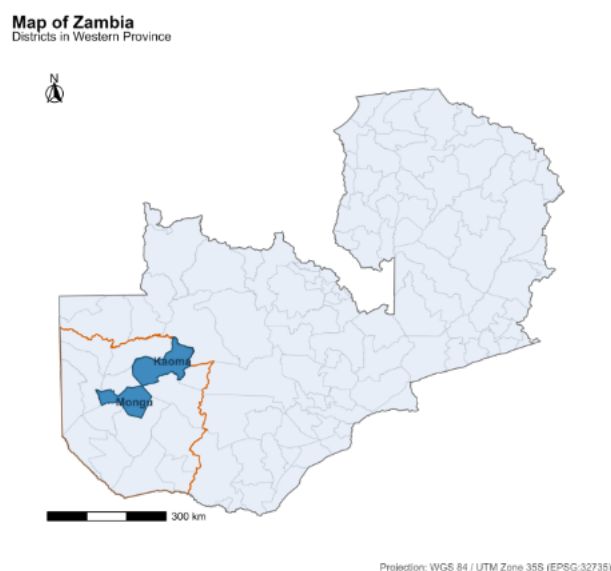 Map of Zambia
Districts in Western Province
N
Kaoma
Mongu
300 km
Projection: WGS 84 / UTM Zone 35S (EPSG:32735)